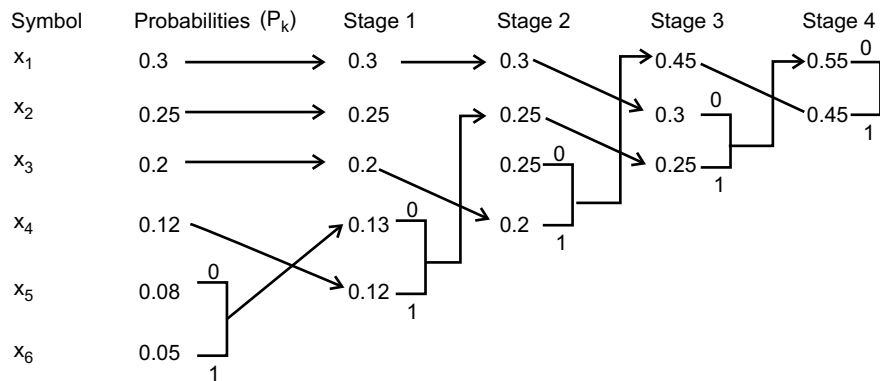 Symbol Probabilities (Pk) Stage 1 Stage 2 Stage 3 Stage 4
x1 0.3 0.3 0.3 0.45 0.55 0
x2 0.25 0.25 0.25 0.3 0 0.45 1
x3 0.2 0.2 0.25 0 0.25 1
x4 0.12 0.13 0 0.2 1
x5 0.08 0 0.12 1
x6 0.05 1